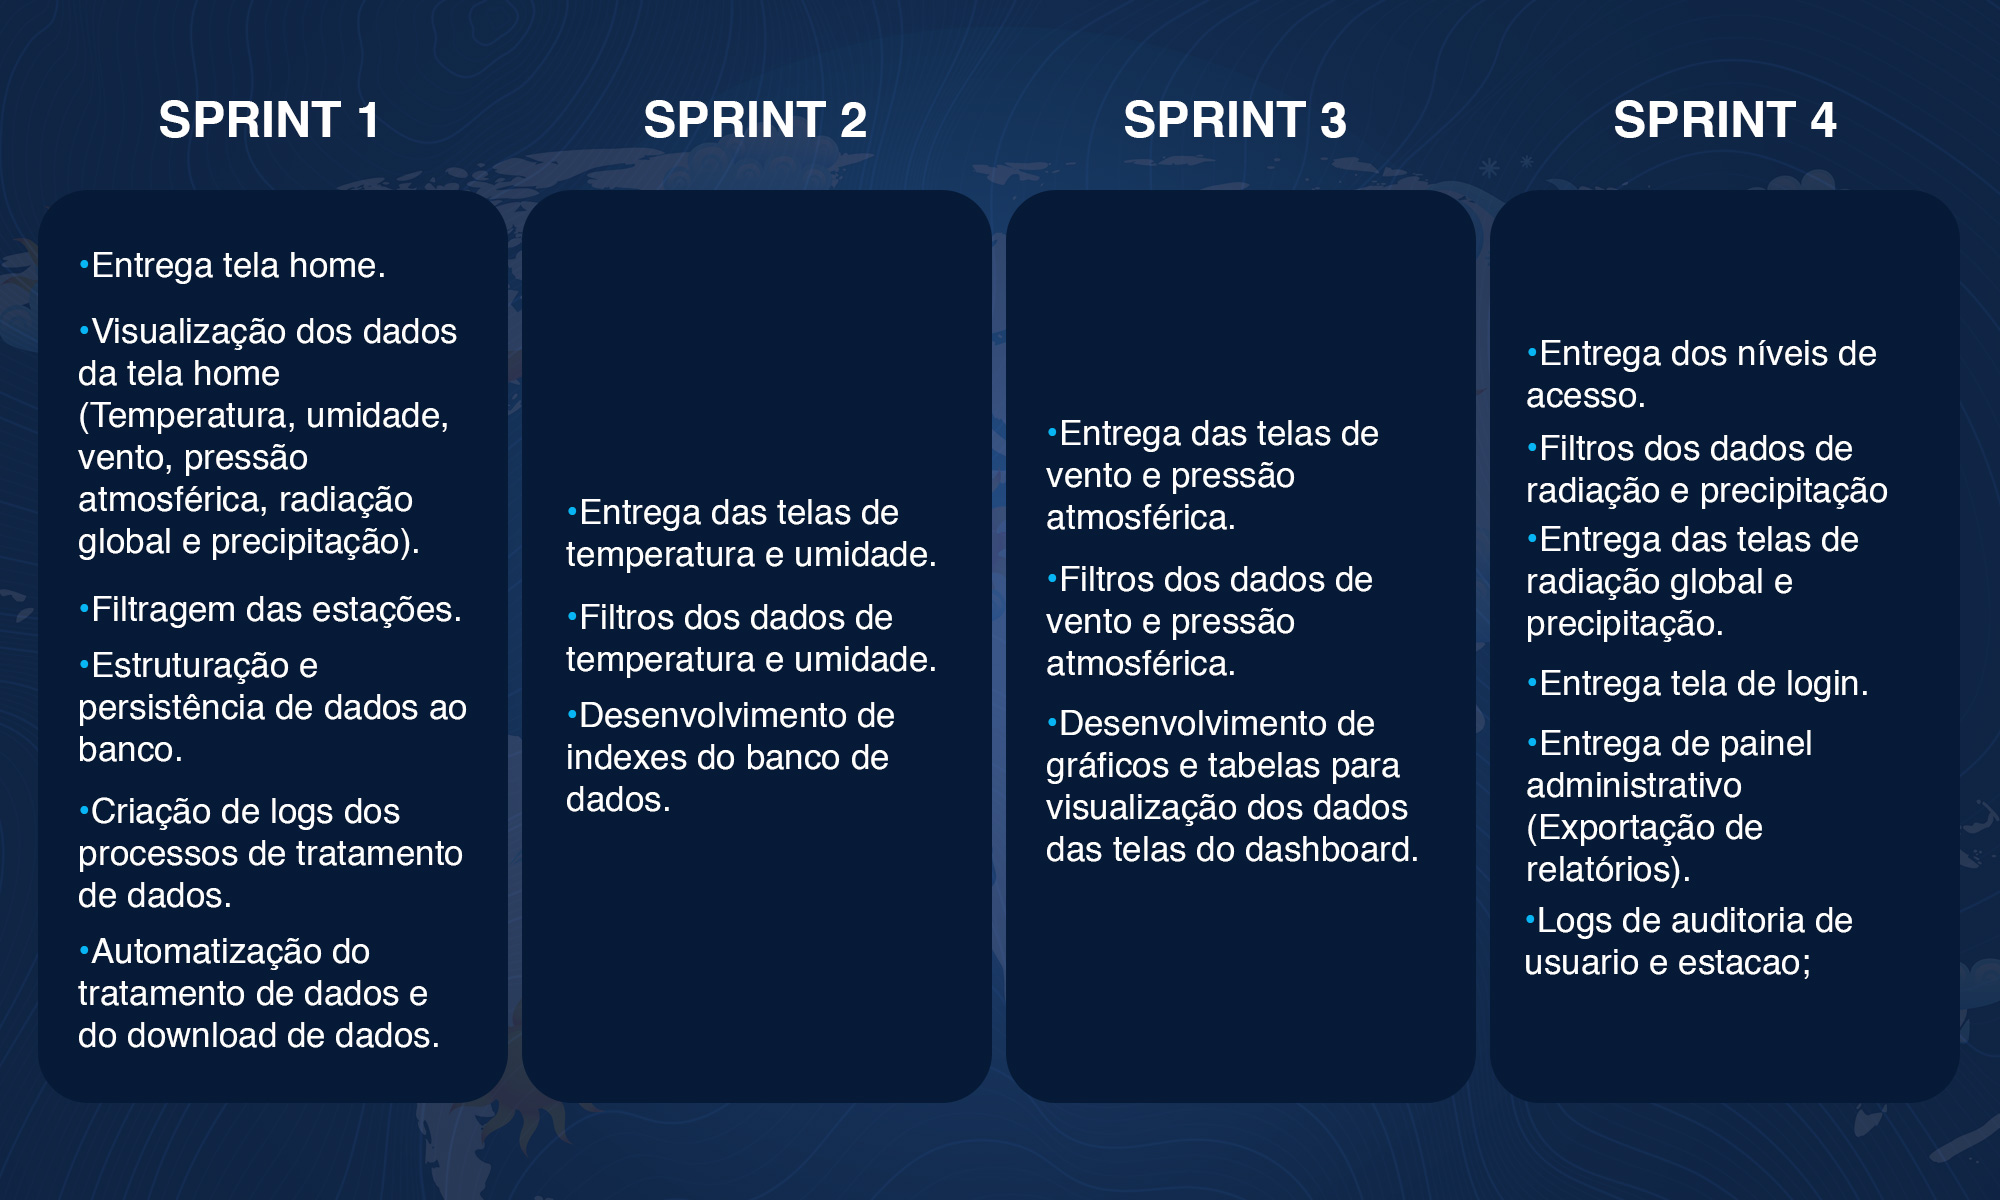 SPRINT 1
•Entrega tela home.
•Visualização dos dados
da tela home
(Temperatura, umidade,
vento, pressão
atmosférica, radiação
global e precipitação).
•Filtragem das estações.
•Estruturação e
persistência de dados ao
banco.
•Criação de logs dos
processos de tratamento
de dados.
•Automatização do
tratamento de dados e
do download de dados.
SPRINT 2
•Entrega das telas de
temperatura e umidade.
•Filtros dos dados de
temperatura e umidade.
•Desenvolvimento de
indexes do banco de
dados.
SPRINT 3
•Entrega das telas de
vento e pressão
atmosférica.
•Filtros dos dados de
vento e pressão
atmosférica.
•Desenvolvimento de
gráficos e tabelas para
visualização dos dados
das telas do dashboard.
SPRINT 4
•Entrega dos níveis de
acesso.
•Filtros dos dados de
radiação e precipitação
•Entrega das telas de
radiação global e
precipitação.
•Entrega tela de login.
•Entrega de painel
administrativo
(Exportação de
relatórios).
•Logs de auditoria de
usuario e estacao;